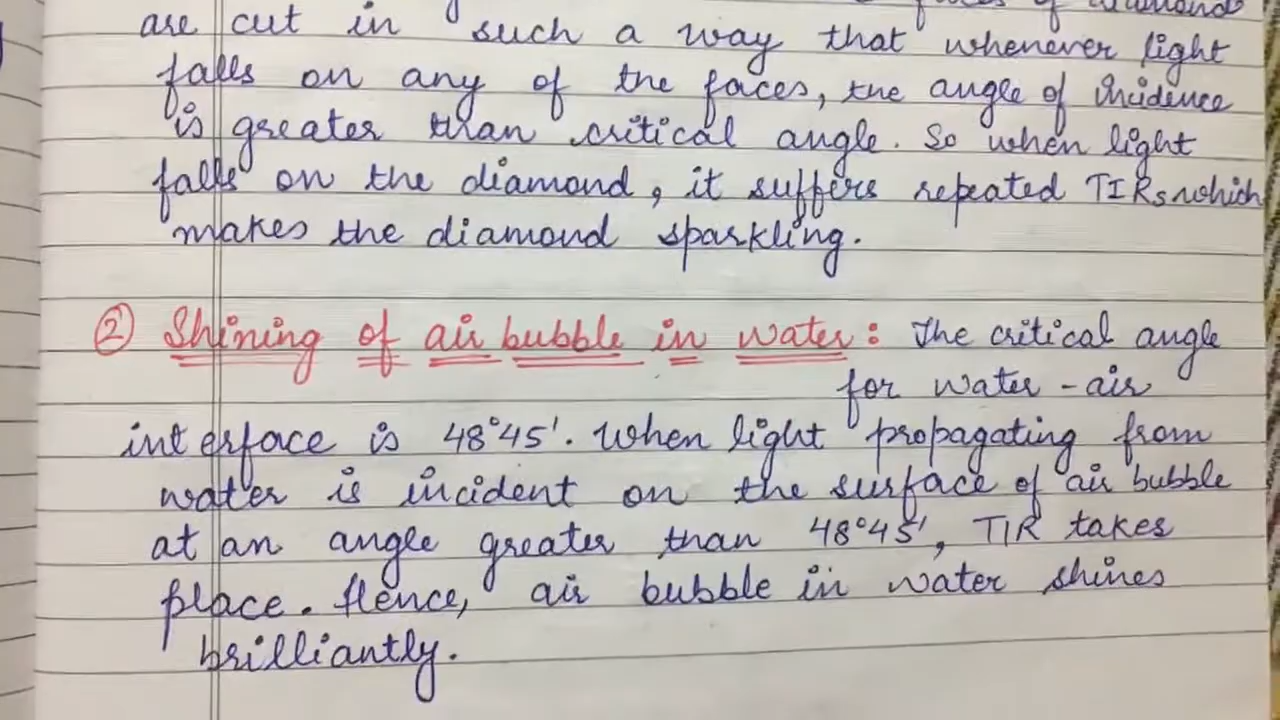 faces of diamond
are cut in such a way that whenever light
falls on any of the faces, the angle of incidence
is greater than critical angle. So when light
falls on the diamond, it suffers repeated TIRs which
makes the diamond sparkling.
② Shining of air bubble in water: The critical angle
for water-air
interface is 48°45'. When light propagating from
water is incident on the surface of air bubble
at an angle greater than 48°45', TIR takes
place. Hence, air bubble in water shines
brilliantly.